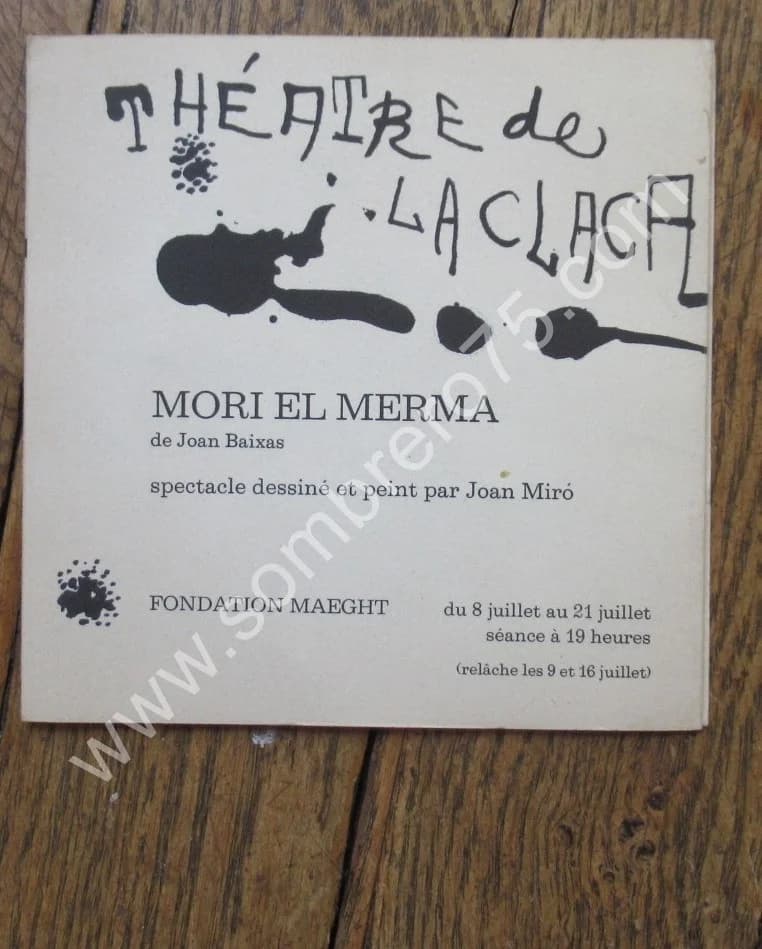 THÉATRE de
LA CLACA
MORI EL MERMA
de Joan Baixas
spectacle dessiné et peint par Joan Miró
FONDATION MAEGHT
du 8 juillet au 21 juillet
séance à 19 heures
(relâche les 9 et 16 juillet)
www.sombrero75.com